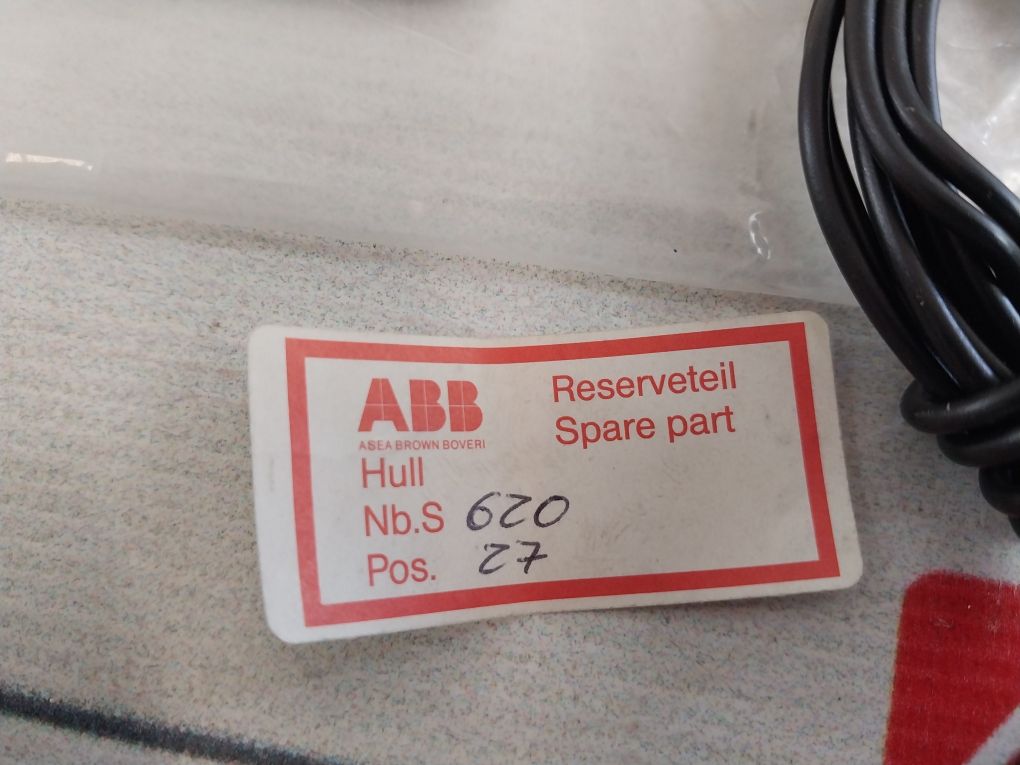 ABB
ASEA BROWN BOVERI
Reserveteil
Spare part
Hull
Nb.S 620
Pos. 27